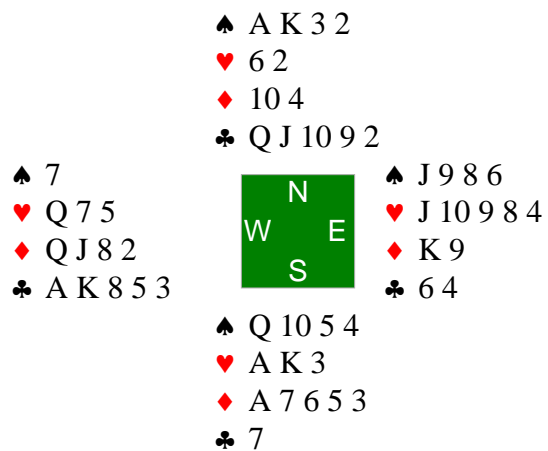 ♠ A K 3 2
♥ 6 2
♦ 10 4
♣ Q J 10 9 2
♠ 7
♥ Q 7 5
♦ Q J 8 2
♣ A K 8 5 3
N
W E
S
♠ J 9 8 6
♥ J 10 9 8 4
♦ K 9
♣ 6 4
♠ Q 10 5 4
♥ A K 3
♦ A 7 6 5 3
♣ 7